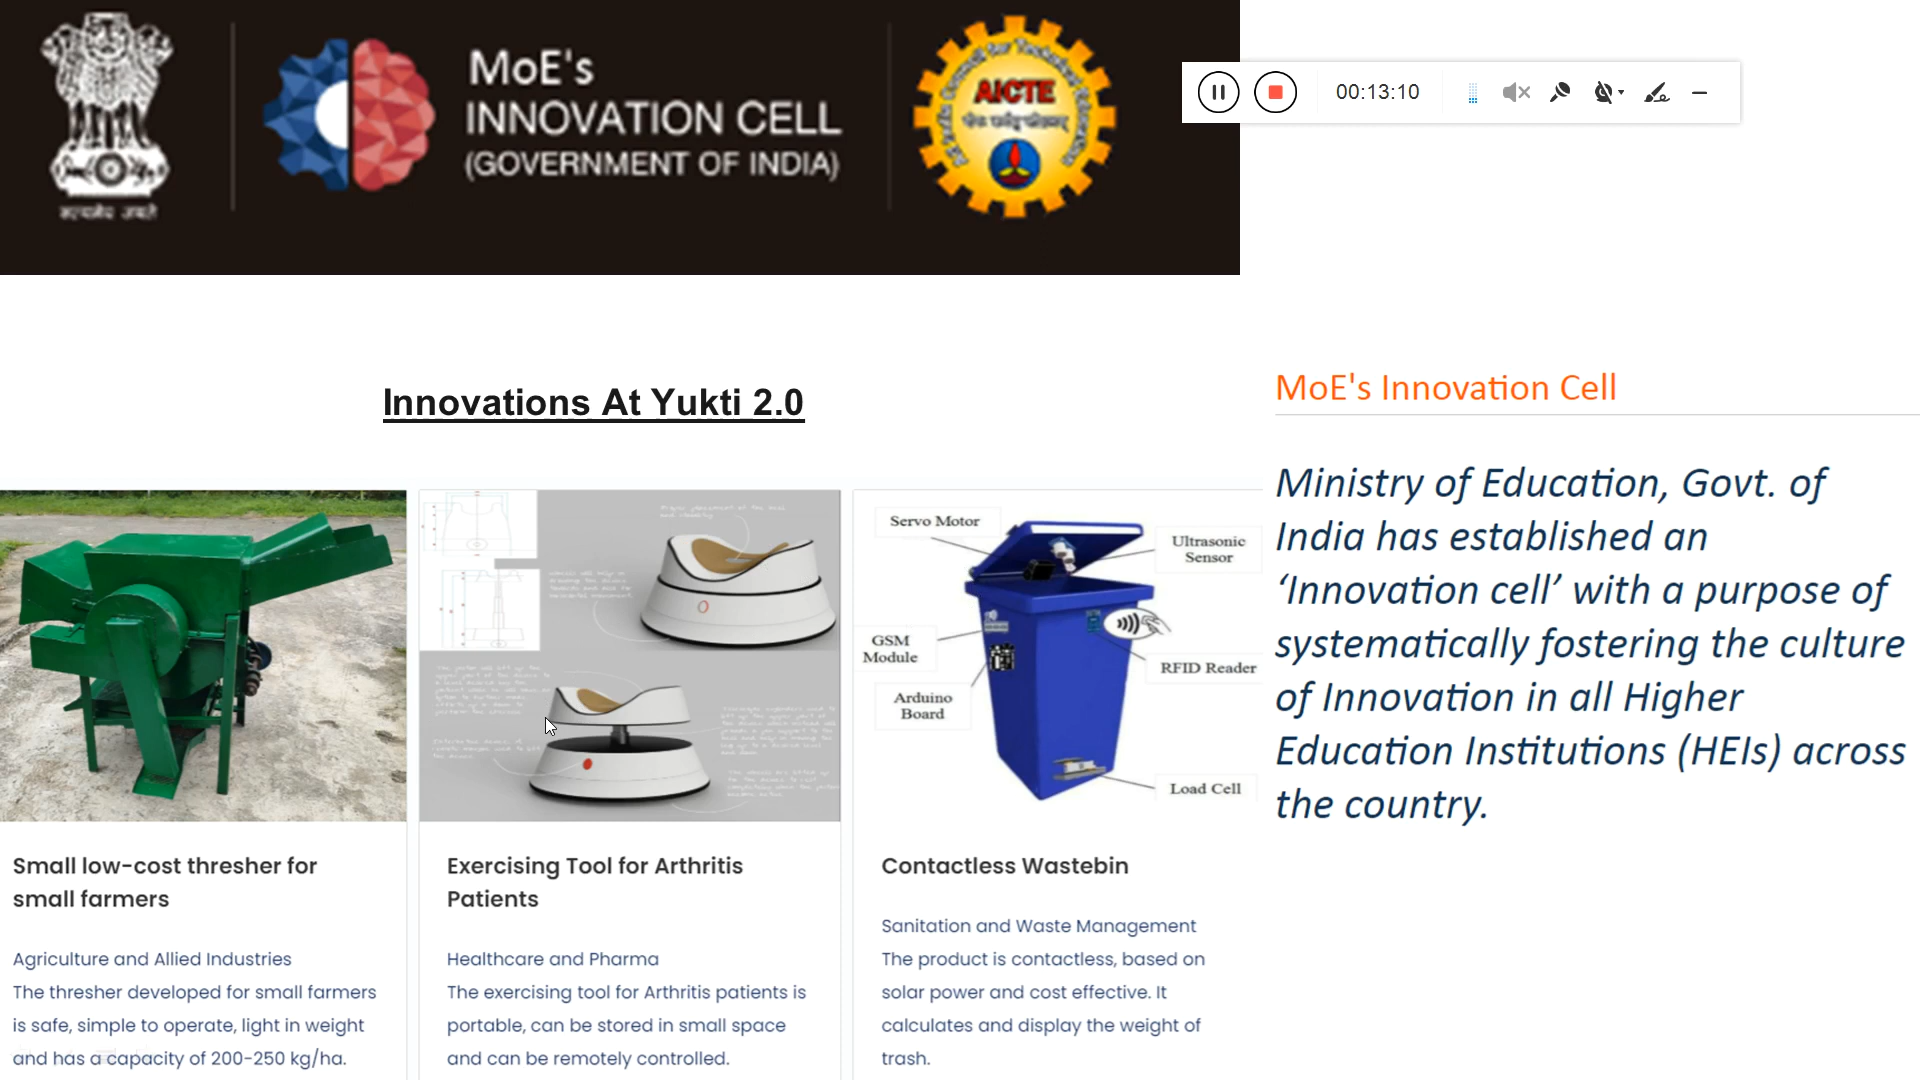 MoE's
INNOVATION CELL
(GOVERNMENT OF INDIA)
AICTE
00:13:10
Innovations At Yukti 2.0
MoE's Innovation Cell
Ministry of Education, Govt. of
India has established an
‘Innovation cell’ with a purpose of
systematically fostering the culture
of Innovation in all Higher
Education Institutions (HEIs) across
the country.
Servo Motor
Ultrasonic
Sensor
GSM
Module
RFID Reader
Arduino
Board
Load Cell
Small low-cost thresher for
small farmers
Agriculture and Allied Industries
The thresher developed for small farmers
is safe, simple to operate, light in weight
and has a capacity of 200-250 kg/ha.
Exercising Tool for Arthritis
Patients
Healthcare and Pharma
The exercising tool for Arthritis patients is
portable, can be stored in small space
and can be remotely controlled.
Contactless Wastebin
Sanitation and Waste Management
The product is contactless, based on
solar power and cost effective. It
calculates and display the weight of
trash.